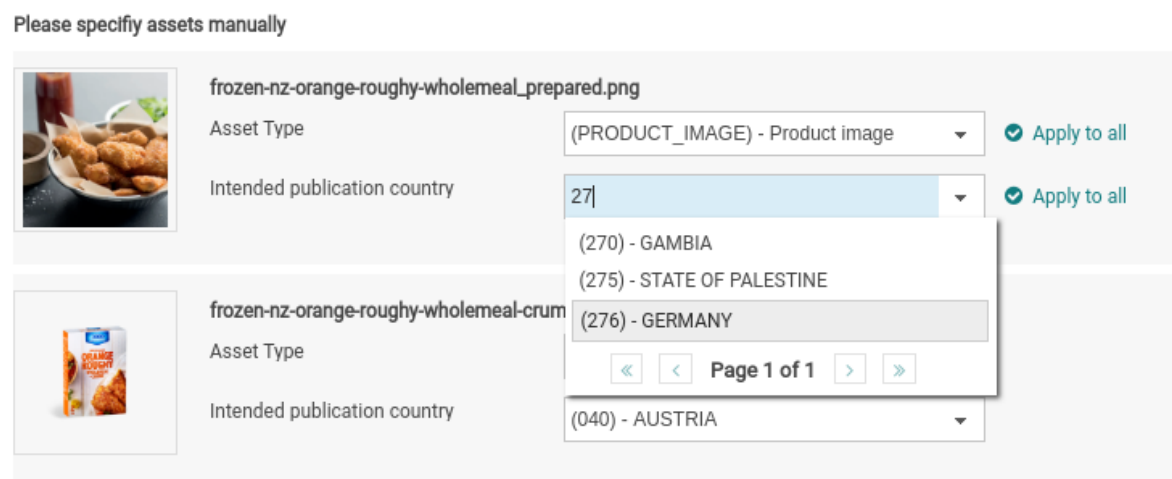 Please specifiy assets manually
frozen-nz-orange-roughy-wholemeal_prepared.png
Asset Type
(PRODUCT_IMAGE) - Product image
Apply to all
Intended publication country
27
Apply to all
(270) - GAMBIA
(275) - STATE OF PALESTINE
(276) - GERMANY
« < Page 1 of 1 > »
frozen-nz-orange-roughy-wholemeal-crum
Asset Type
Intended publication country
(040) - AUSTRIA
ORANGE
ROUGHY